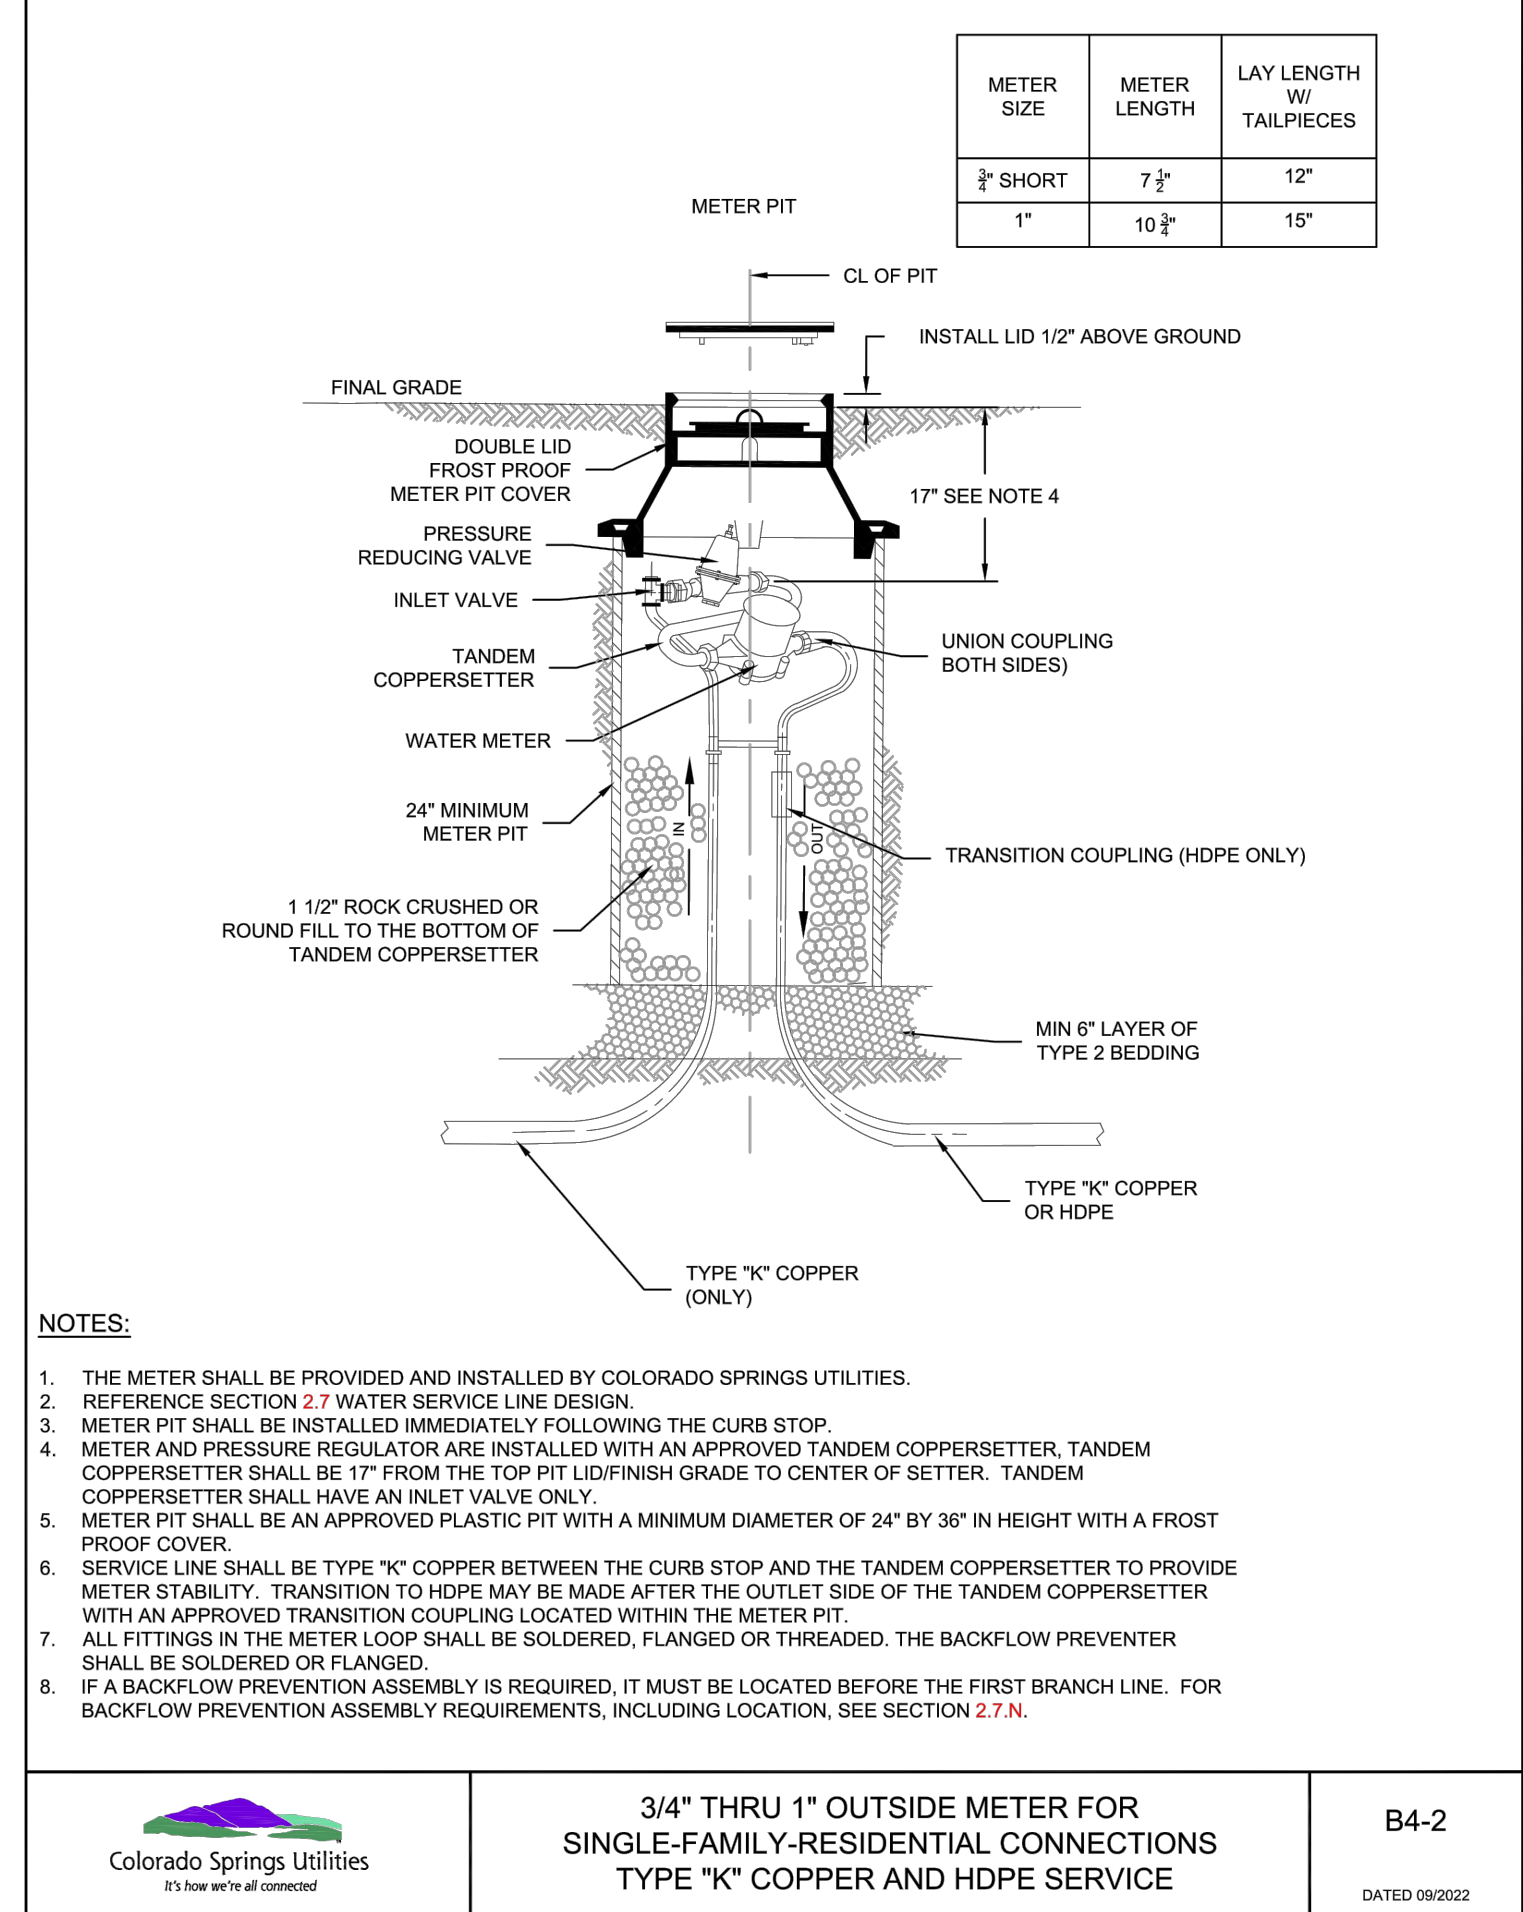 METER
SIZE
METER
LENGTH
LAY LENGTH
W/
TAILPIECES
3/4" SHORT
7 1/2"
12"
1"
10 3/4"
15"
METER PIT
CL OF PIT
INSTALL LID 1/2" ABOVE GROUND
FINAL GRADE
DOUBLE LID
FROST PROOF
METER PIT COVER
17" SEE NOTE 4
PRESSURE
REDUCING VALVE
INLET VALVE
UNION COUPLING
BOTH SIDES)
TANDEM
COPPERSETTER
WATER METER
24" MINIMUM
METER PIT
IN
OUT
TRANSITION COUPLING (HDPE ONLY)
1 1/2" ROCK CRUSHED OR
ROUND FILL TO THE BOTTOM OF
TANDEM COPPERSETTER
MIN 6" LAYER OF
TYPE 2 BEDDING
TYPE "K" COPPER
OR HDPE
TYPE "K" COPPER
(ONLY)
NOTES:
1. THE METER SHALL BE PROVIDED AND INSTALLED BY COLORADO SPRINGS UTILITIES.
2. REFERENCE SECTION 2.7 WATER SERVICE LINE DESIGN.
3. METER PIT SHALL BE INSTALLED IMMEDIATELY FOLLOWING THE CURB STOP.
4. METER AND PRESSURE REGULATOR ARE INSTALLED WITH AN APPROVED TANDEM COPPERSETTER, TANDEM
COPPERSETTER SHALL BE 17" FROM THE TOP PIT LID/FINISH GRADE TO CENTER OF SETTER. TANDEM
COPPERSETTER SHALL HAVE AN INLET VALVE ONLY.
5. METER PIT SHALL BE AN APPROVED PLASTIC PIT WITH A MINIMUM DIAMETER OF 24" BY 36" IN HEIGHT WITH A FROST
PROOF COVER.
6. SERVICE LINE SHALL BE TYPE "K" COPPER BETWEEN THE CURB STOP AND THE TANDEM COPPERSETTER TO PROVIDE
METER STABILITY. TRANSITION TO HDPE MAY BE MADE AFTER THE OUTLET SIDE OF THE TANDEM COPPERSETTER
WITH AN APPROVED TRANSITION COUPLING LOCATED WITHIN THE METER PIT.
7. ALL FITTINGS IN THE METER LOOP SHALL BE SOLDERED, FLANGED OR THREADED. THE BACKFLOW PREVENTER
SHALL BE SOLDERED OR FLANGED.
8. IF A BACKFLOW PREVENTION ASSEMBLY IS REQUIRED, IT MUST BE LOCATED BEFORE THE FIRST BRANCH LINE. FOR
BACKFLOW PREVENTION ASSEMBLY REQUIREMENTS, INCLUDING LOCATION, SEE SECTION 2.7.N.
Colorado Springs Utilities
It's how we're all connected
3/4" THRU 1" OUTSIDE METER FOR
SINGLE-FAMILY-RESIDENTIAL CONNECTIONS
TYPE "K" COPPER AND HDPE SERVICE
B4-2
DATED 09/2022